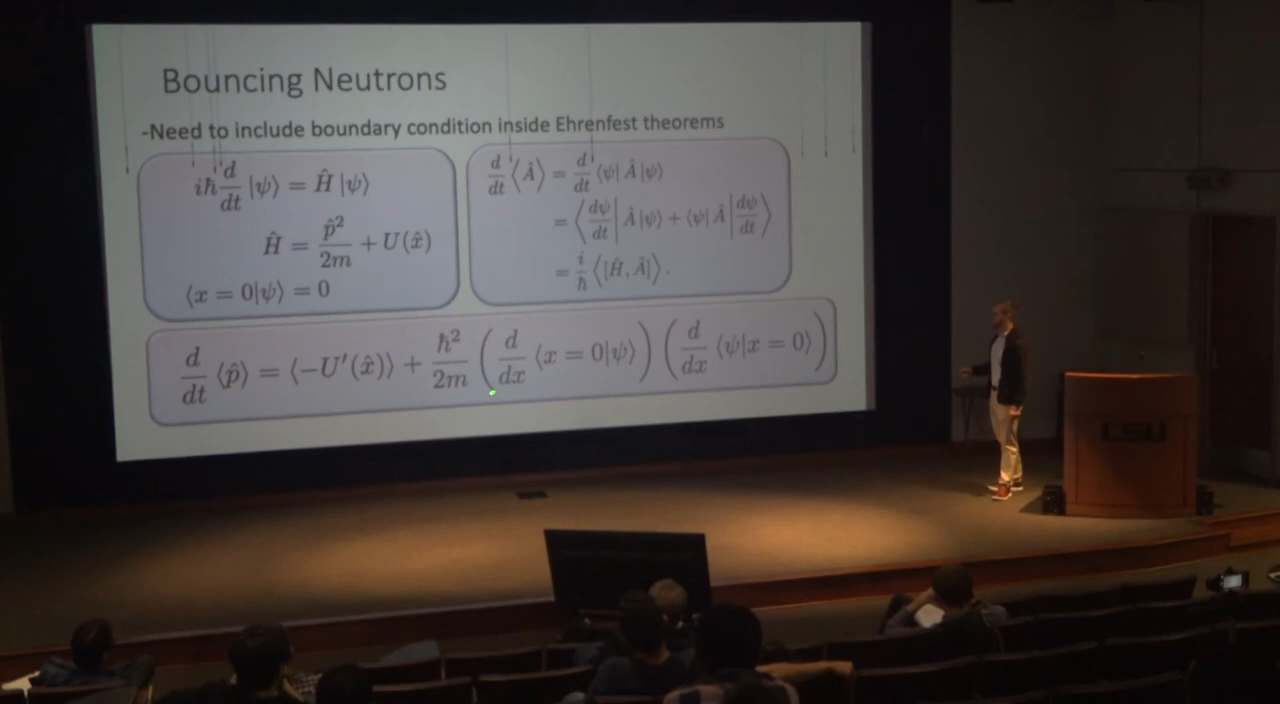 Bouncing Neutrons
-Need to include boundary condition inside Ehrenfest theorems
iħ d/dt |ψ⟩ = Ĥ |ψ⟩
Ĥ = p̂²/2m + U(x̂)
⟨x = 0|ψ⟩ = 0
d/dt ⟨Â⟩ = d/dt ⟨ψ| Â |ψ⟩
= ⟨dψ/dt| Â |ψ⟩ + ⟨ψ| Â |dψ/dt⟩
= i/ħ ⟨[Ĥ, Â]⟩.
d/dt ⟨p̂⟩ = ⟨−U′(x̂)⟩ + ħ²/2m (d/dx ⟨x = 0|ψ⟩) (d/dx ⟨ψ|x = 0⟩)
LSU